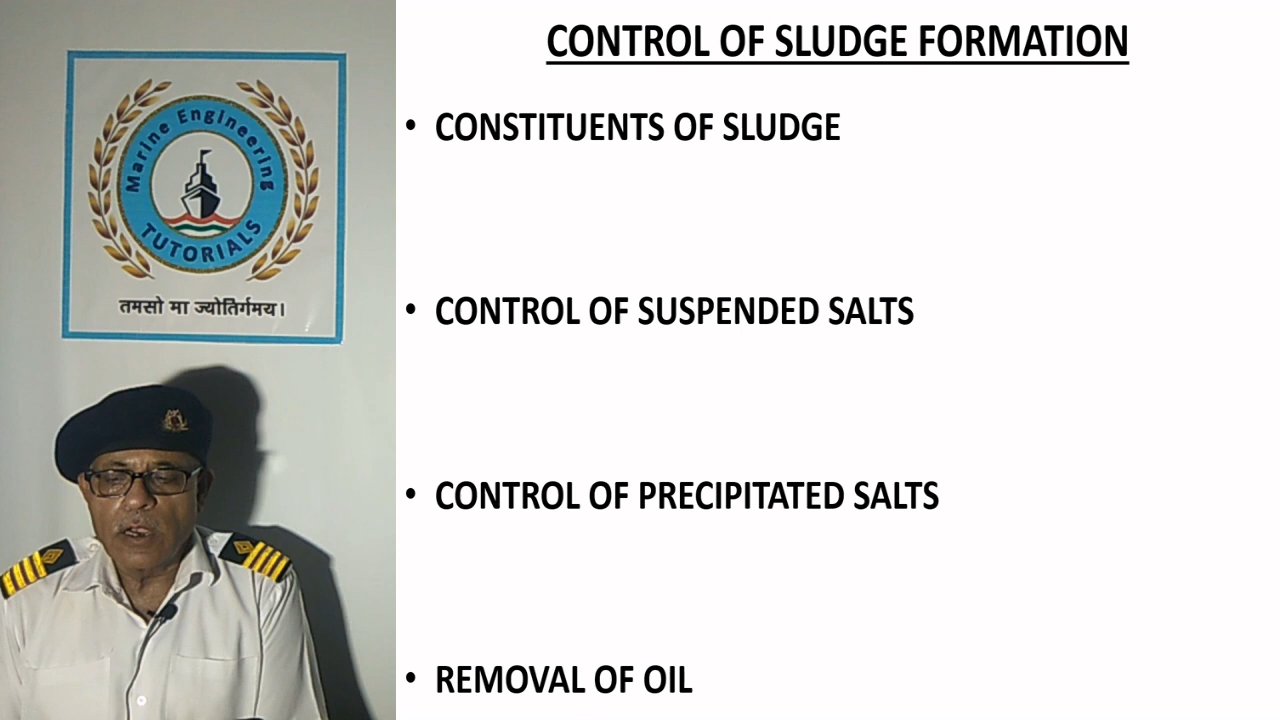 Marine Engineering
TUTORIALS
तमसो मा ज्योतिर्गमय।
CONTROL OF SLUDGE FORMATION
• CONSTITUENTS OF SLUDGE
• CONTROL OF SUSPENDED SALTS
• CONTROL OF PRECIPITATED SALTS
• REMOVAL OF OIL